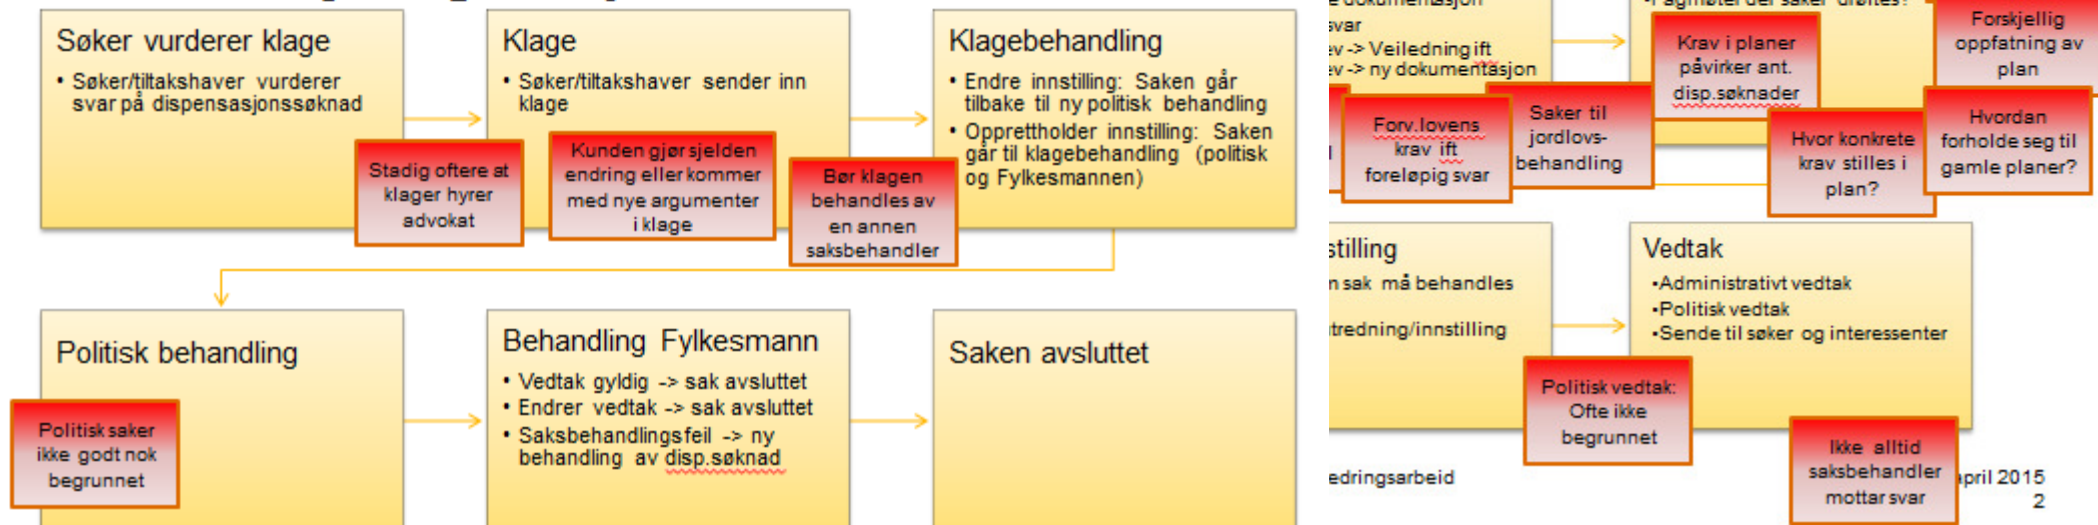 Søker vurderer klage
• Søker/tiltakshaver vurderer
svar på dispensasjonssøknad
Stadig oftere at
klager hyrer
advokat
Klage
• Søker/tiltakshaver sender inn
klage
Kunden gjør sjelden
endring eller kommer
med nye argumenter
i klage
Bør klagen
behandles av
en annen
saksbehandler
Klagebehandling
• Endre innstilling: Saken går
tilbake til ny politisk behandling
• Opprettholder innstilling: Saken
går til klagebehandling (politisk
og Fylkesmannen)
Politisk behandling
Politisk saker
ikke godt nok
begrunnet
Behandling Fylkesmann
• Vedtak gyldig -> sak avsluttet
• Endrer vedtak -> sak avsluttet
• Saksbehandlingsfeil -> ny
behandling av disp.søknad
Saken avsluttet
dokumentasjon
svar
ev -> Veiledning ift
ev -> ny dokumentasjon
Forv.lovens
krav ift
foreløpig svar
Saker til
jordlovs-
behandling
•Fagmøter der saker drøftes?
Krav i planer
påvirker ant.
disp.søknader
Forskjellig
oppfatning av
plan
Hvor konkrete
krav stilles i
plan?
Hvordan
forholde seg til
gamle planer?
stilling
m sak må behandles
tredning/innstilling
Vedtak
•Administrativt vedtak
•Politisk vedtak
•Sende til søker og interessenter
Politisk vedtak:
Ofte ikke
begrunnet
Ikke alltid
saksbehandler
mottar svar
edringsarbeid
april 2015
2